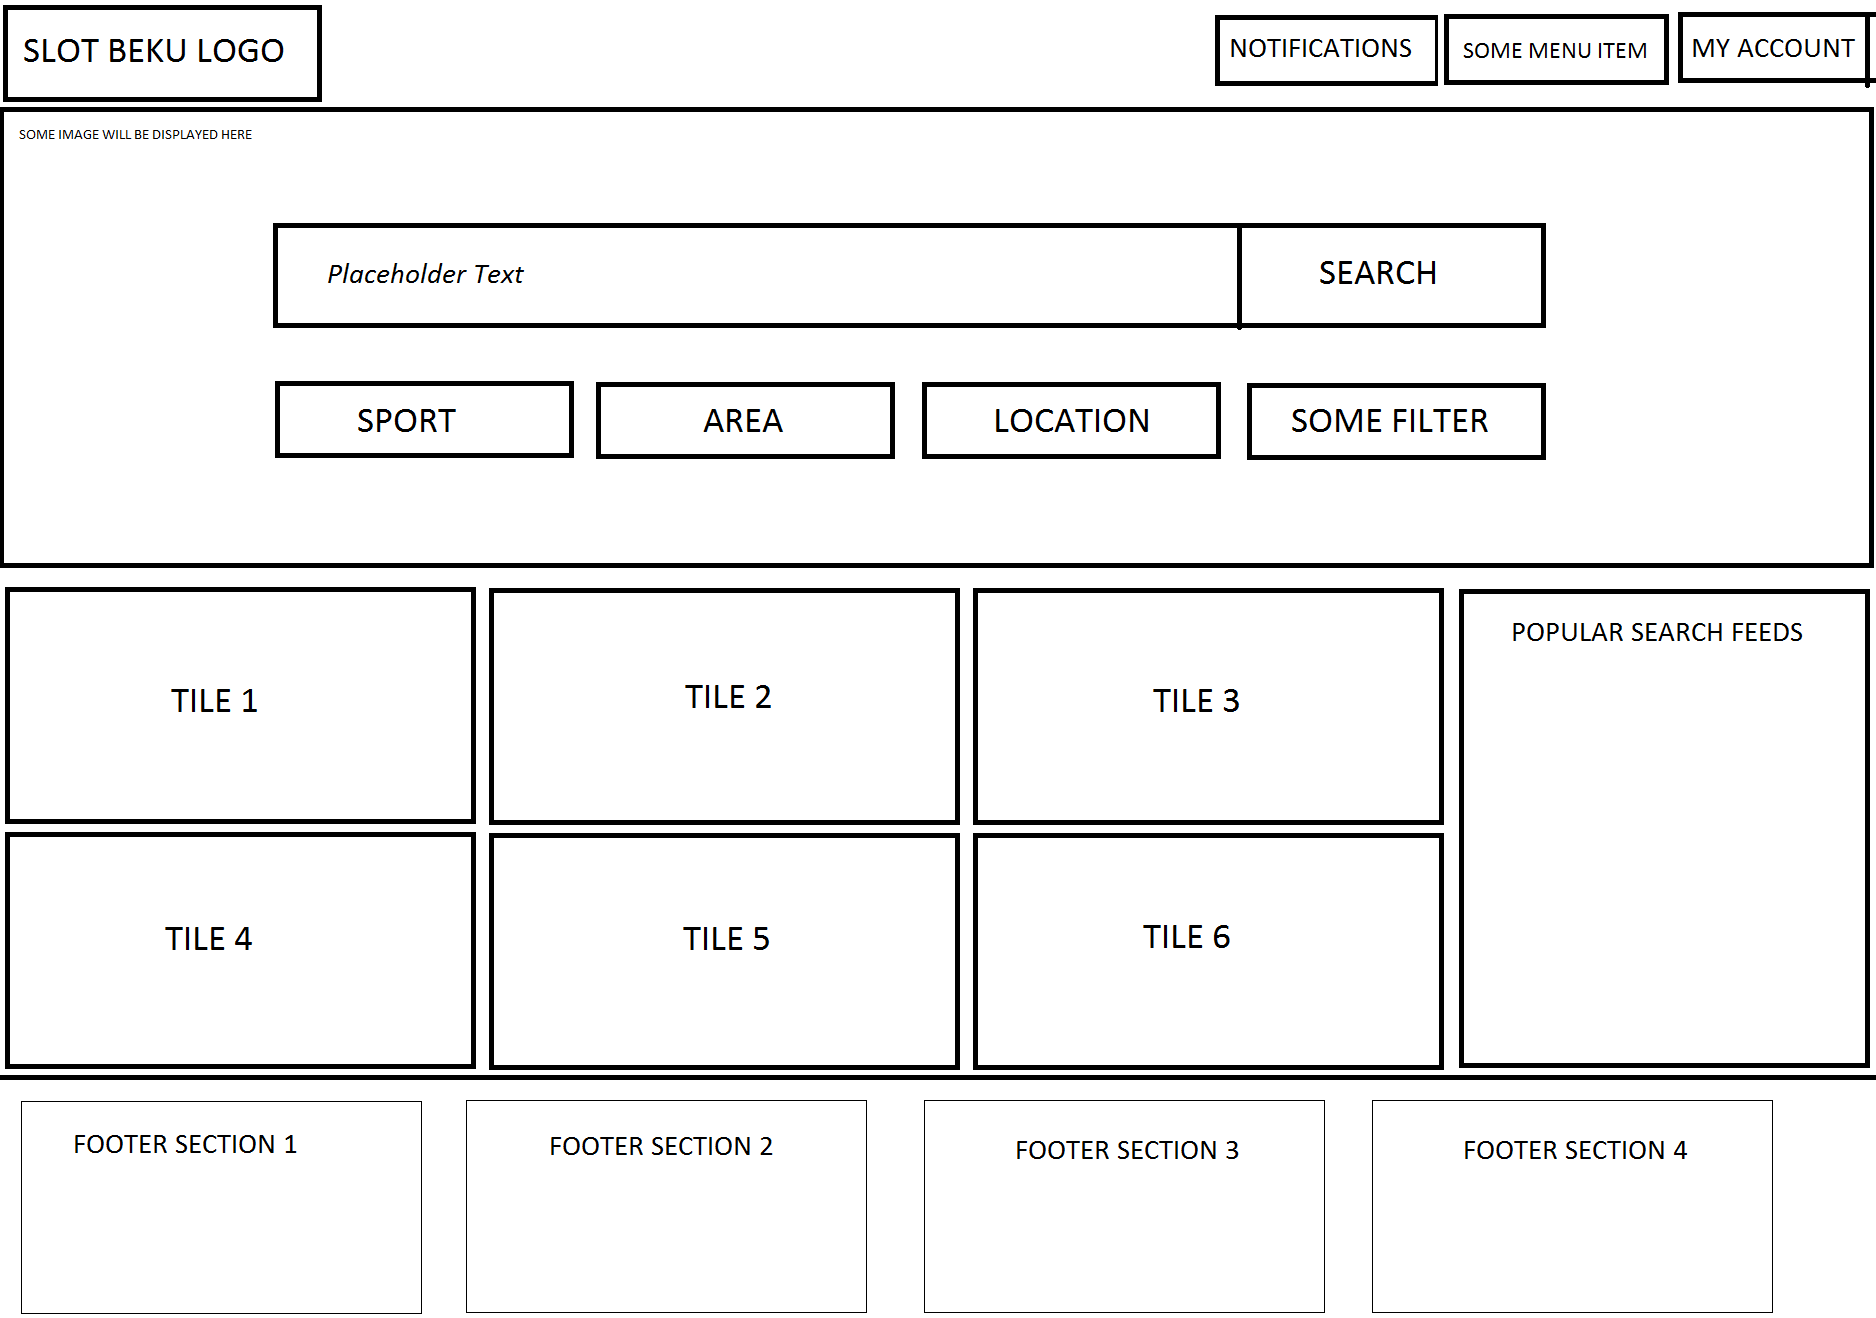 SLOT BEKU LOGO
NOTIFICATIONS
SOME MENU ITEM
MY ACCOUNT
SOME IMAGE WILL BE DISPLAYED HERE
Placeholder Text
SEARCH
SPORT
AREA
LOCATION
SOME FILTER
TILE 1
TILE 2
TILE 3
POPULAR SEARCH FEEDS
TILE 4
TILE 5
TILE 6
FOOTER SECTION 1
FOOTER SECTION 2
FOOTER SECTION 3
FOOTER SECTION 4